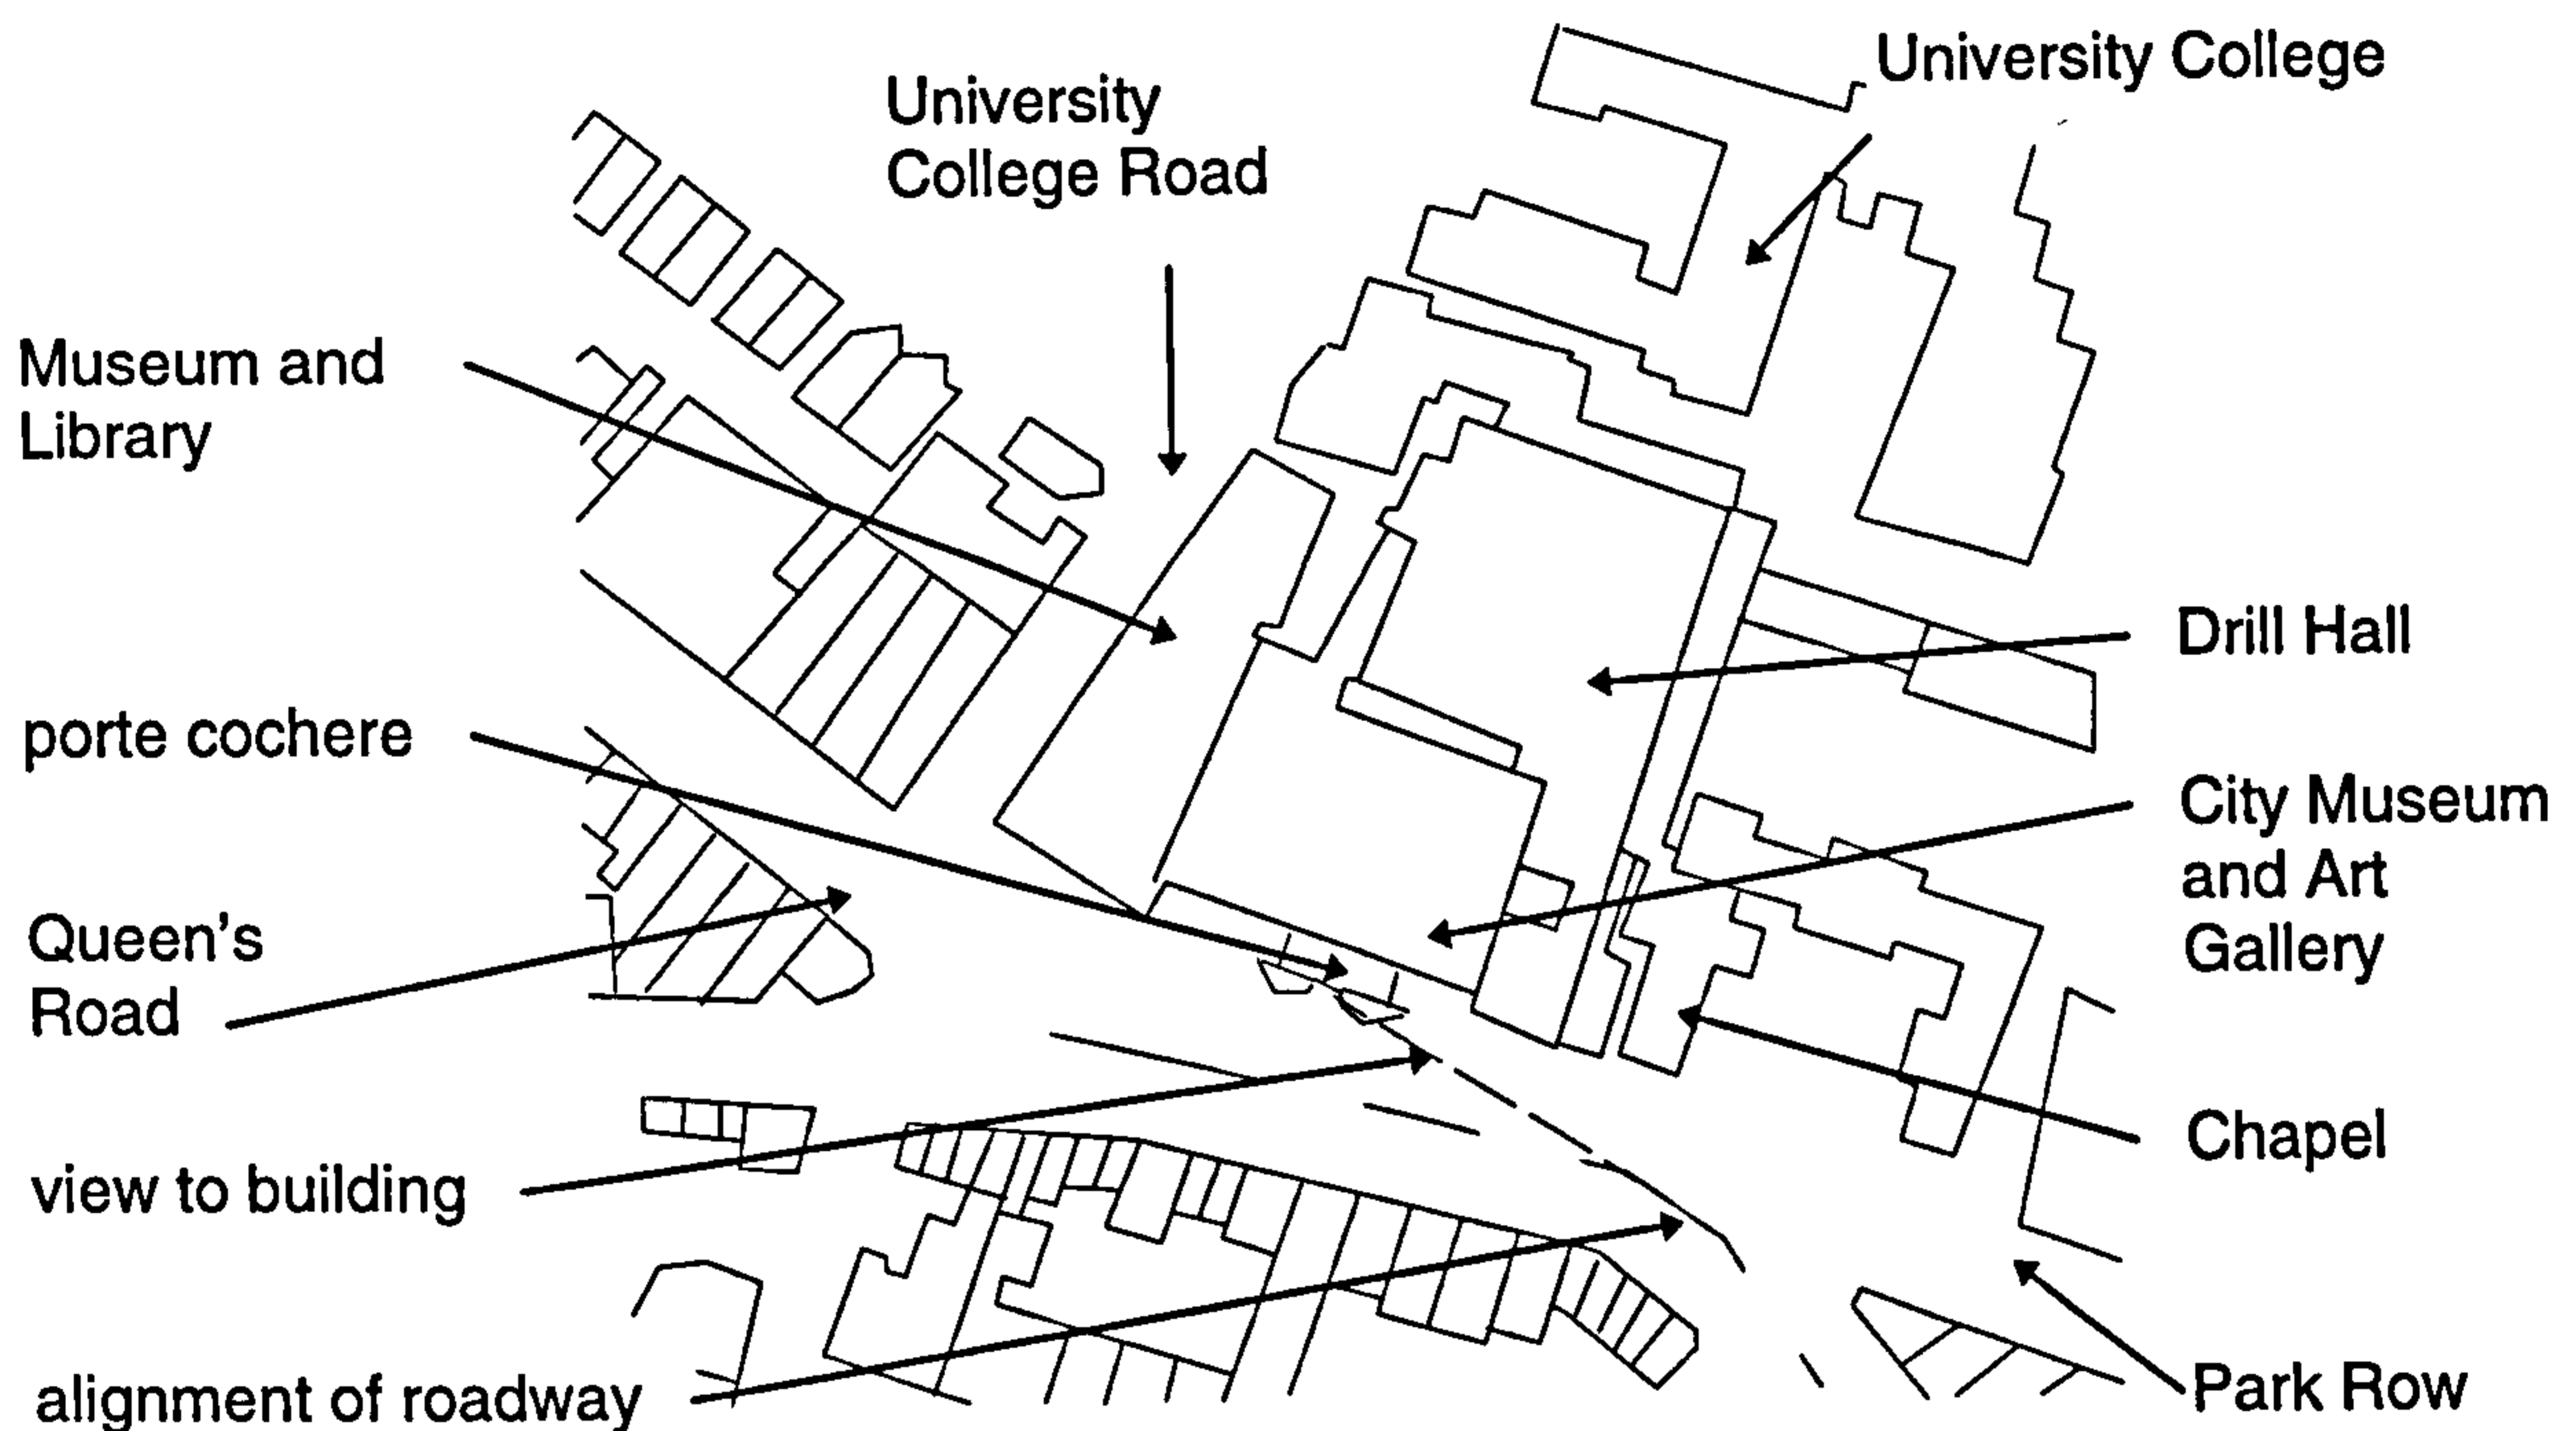 University College
University
College Road
Museum and
Library
Drill Hall
porte cochere
City Museum
and Art
Gallery
Queen's
Road
Chapel
view to building
alignment of roadway
Park Row